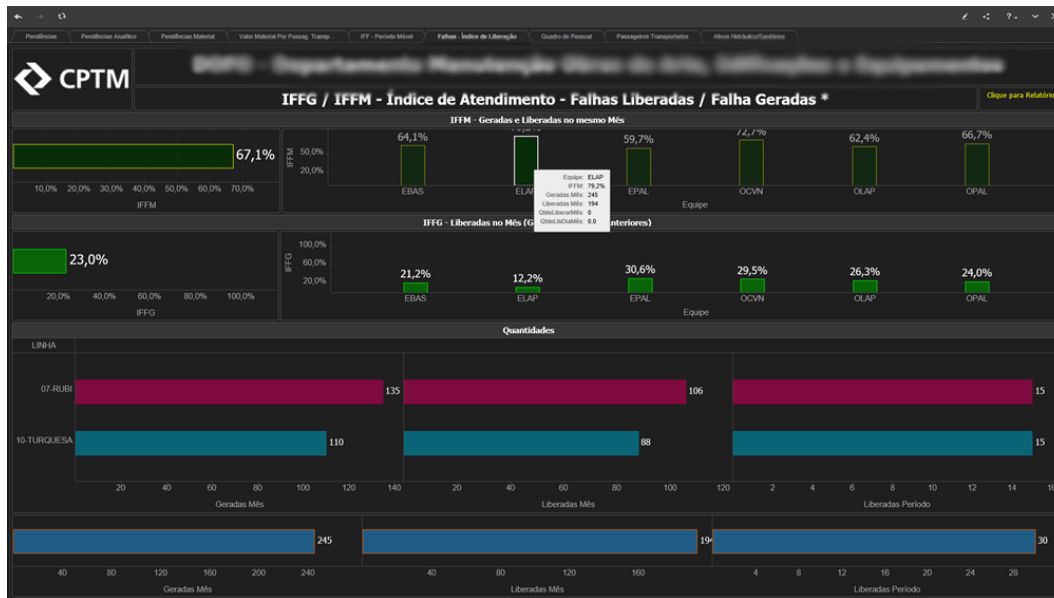 Pendências Pendências Analítico Pendências Material Valor Material Por Passag. Transp... IFF - Período Móvel Falhas - Índice de Liberação Quadro de Pessoal Passageiros Transportados Ativos Hidráulico/Sanitários
CPTM
IFFG / IFFM - Índice de Atendimento - Falhas Liberadas / Falha Geradas *
Clique para Relatório
IFFM - Geradas e Liberadas no mesmo Mês
67,1%
10,0% 20,0% 30,0% 40,0% 50,0% 60,0% 70,0%
IFFM
IFFM
50,0%
20,0%
64,1% 59,7% 72,7% 62,4% 66,7%
EBAS ELAP EPAL OCVN OLAP OPAL
Equipe
Equipe: ELAP
IFFM: 79,2%
Geradas Mês: 245
Liberadas Mês: 194
QtdeLiberarMês: 0
QtdeLibDiaMês: 0,0
IFFG - Liberadas no Mês (G nteriores)
23,0%
20,0% 40,0% 60,0% 80,0% 100,0%
IFFG
IFFG
100,0%
60,0%
20,0%
21,2% 12,2% 30,6% 29,5% 26,3% 24,0%
EBAS ELAP EPAL OCVN OLAP OPAL
Equipe
Quantidades
LINHA
07-RUBI 135 106 15
10-TURQUESA 110 88 15
20 40 60 80 100 120 140 20 40 60 80 100 120 2 4 6 8 10 12 14 16
Geradas Mês Liberadas Mês Liberadas Período
245 194 30
40 80 120 160 200 240 40 80 120 160 4 8 12 16 20 24 28
Geradas Mês Liberadas Mês Liberadas Período